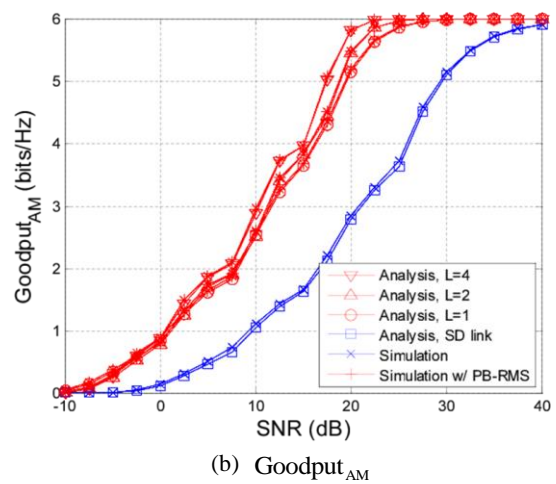 6
5
4
3
2
1
0
Goodput_AM (bits/Hz)
-10
0
10
20
30
40
SNR (dB)
Analysis, L=4
Analysis, L=2
Analysis, L=1
Analysis, SD link
Simulation
Simulation w/ PB-RMS
(b) Goodput_AM